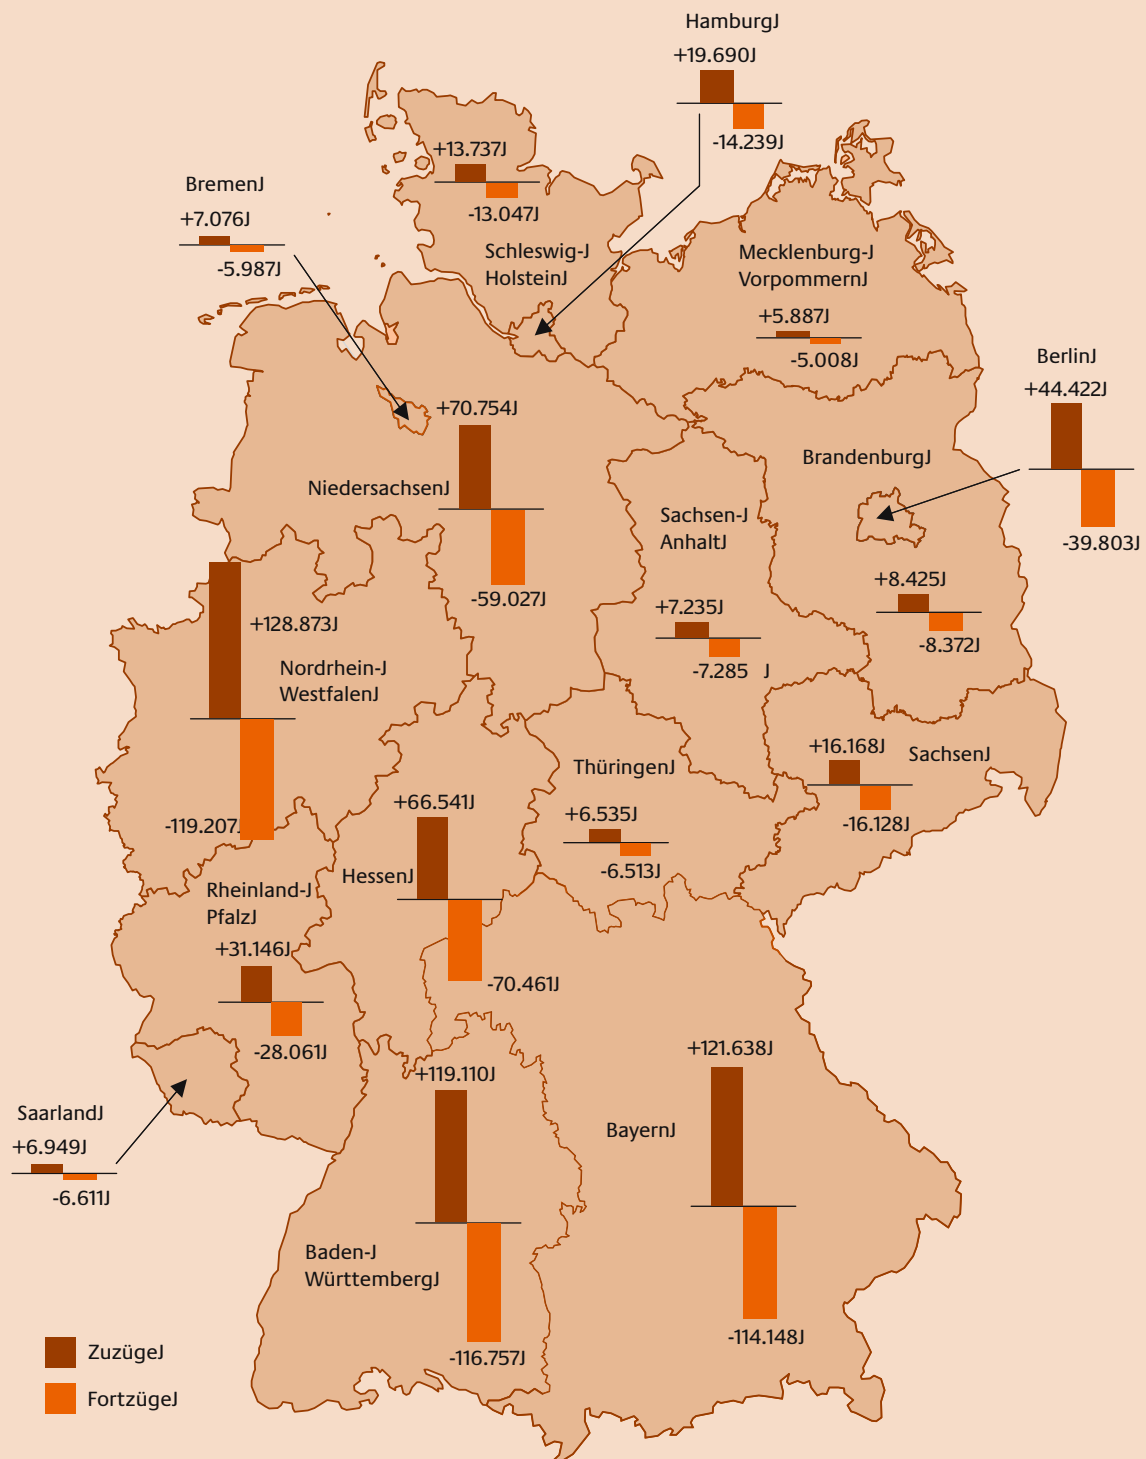 HamburgJ
+19.690J
-14.239J
+13.737J
-13.047J
Schleswig-J
HolsteinJ
BremenJ
+7.076J
-5.987J
Mecklenburg-J
VorpommernJ
+5.887J
-5.008J
BerlinJ
+44.422J
-39.803J
+70.754J
NiedersachsenJ
-59.027J
BrandenburgJ
+8.425J
-8.372J
Sachsen-J
AnhaltJ
+7.235J
-7.285 J
+128.873J
Nordrhein-J
WestfalenJ
-119.207J
SachsenJ
+16.168J
-16.128J
ThüringenJ
+6.535J
-6.513J
+66.541J
HessenJ
-70.461J
Rheinland-J
PfalzJ
+31.146J
-28.061J
SaarlandJ
+6.949J
-6.611J
+119.110J
Baden-J
WürttembergJ
-116.757J
+121.638J
BayernJ
-114.148J
ZuzügeJ
FortzügeJ